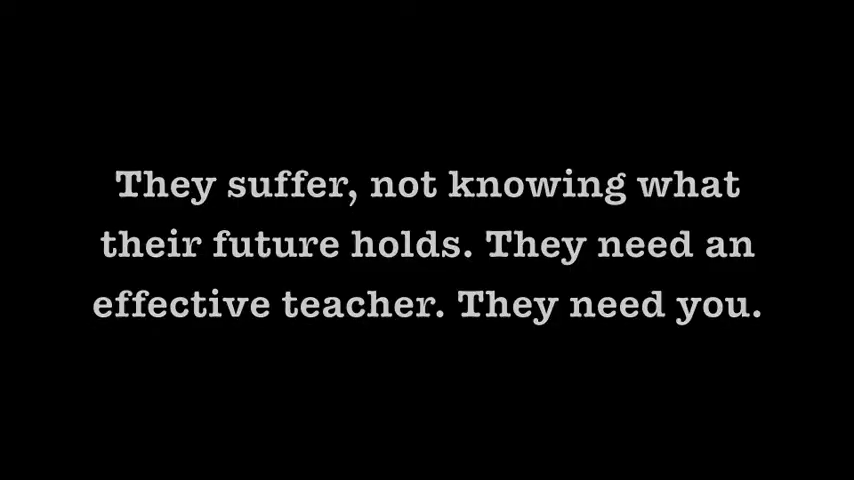 They suffer, not knowing what
their future holds. They need an
effective teacher. They need you.